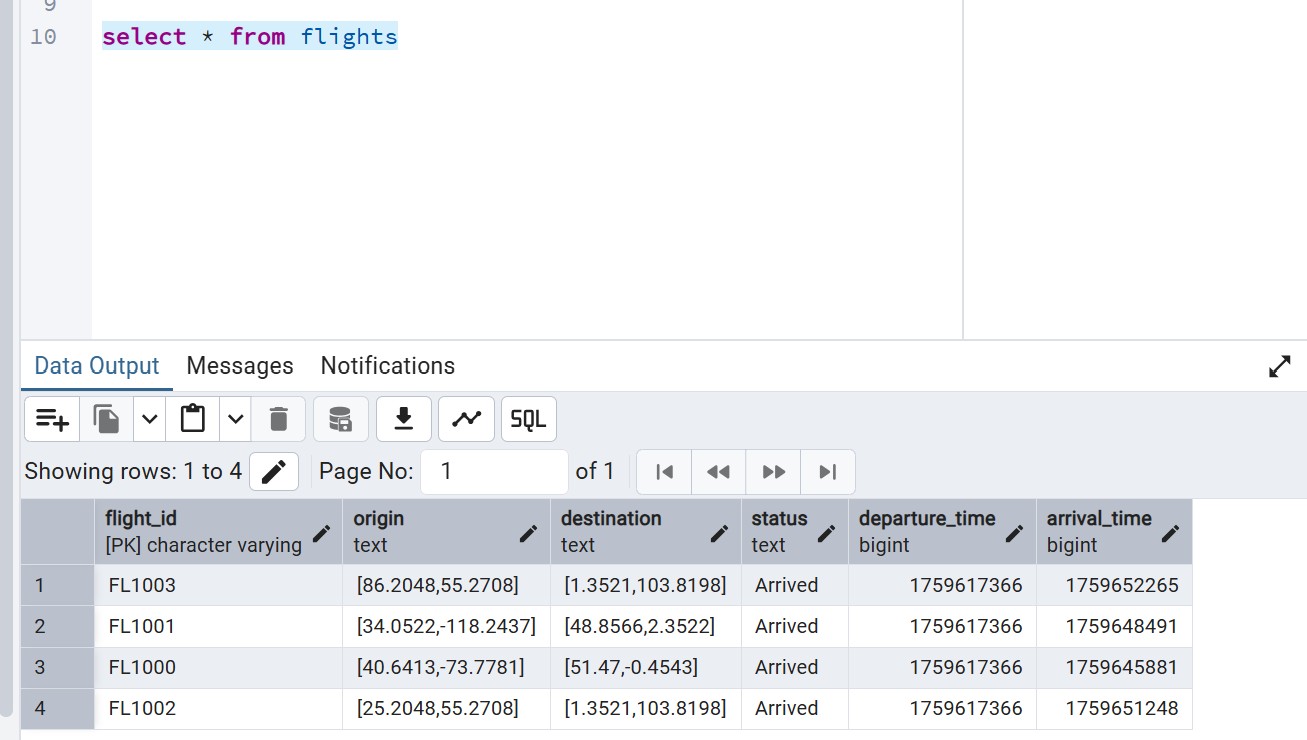 9
10 select * from flights
Data Output Messages Notifications
SQL
Showing rows: 1 to 4 Page No: 1 of 1
flight_id origin destination status departure_time arrival_time
[PK] character varying text text text bigint bigint
1 FL1003 [86.2048,55.2708] [1.3521,103.8198] Arrived 1759617366 1759652265
2 FL1001 [34.0522,-118.2437] [48.8566,2.3522] Arrived 1759617366 1759648491
3 FL1000 [40.6413,-73.7781] [51.47,-0.4543] Arrived 1759617366 1759645881
4 FL1002 [25.2048,55.2708] [1.3521,103.8198] Arrived 1759617366 1759651248